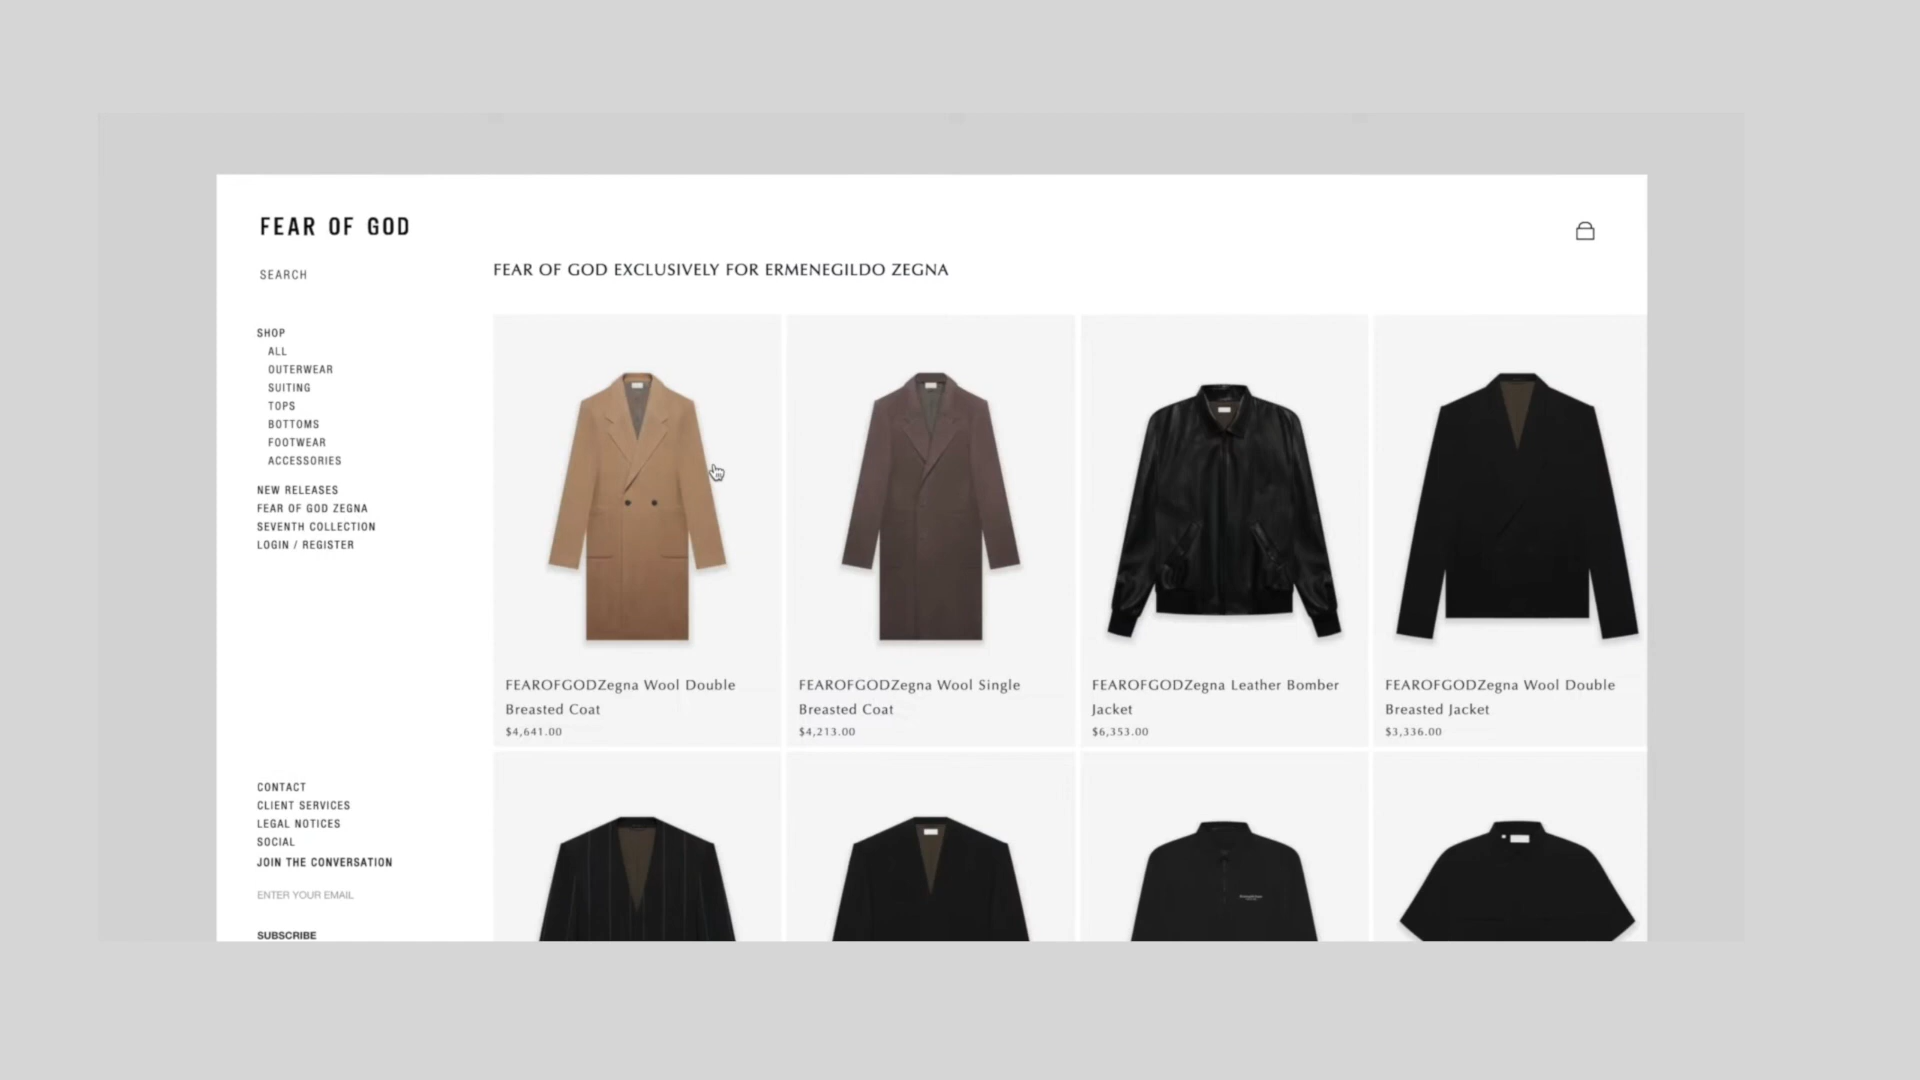 FEAR OF GOD
SEARCH
FEAR OF GOD EXCLUSIVELY FOR ERMENEGILDO ZEGNA
SHOP
ALL
OUTERWEAR
SUITING
TOPS
BOTTOMS
FOOTWEAR
ACCESSORIES
NEW RELEASES
FEAR OF GOD ZEGNA
SEVENTH COLLECTION
LOGIN / REGISTER
FEAROFGODZegna Wool Double
Breasted Coat
$4,641.00
FEAROFGODZegna Wool Single
Breasted Coat
$4,213.00
FEAROFGODZegna Leather Bomber
Jacket
$6,353.00
FEAROFGODZegna Wool Double
Breasted Jacket
$3,336.00
CONTACT
CLIENT SERVICES
LEGAL NOTICES
SOCIAL
JOIN THE CONVERSATION
ENTER YOUR EMAIL
SUBSCRIBE